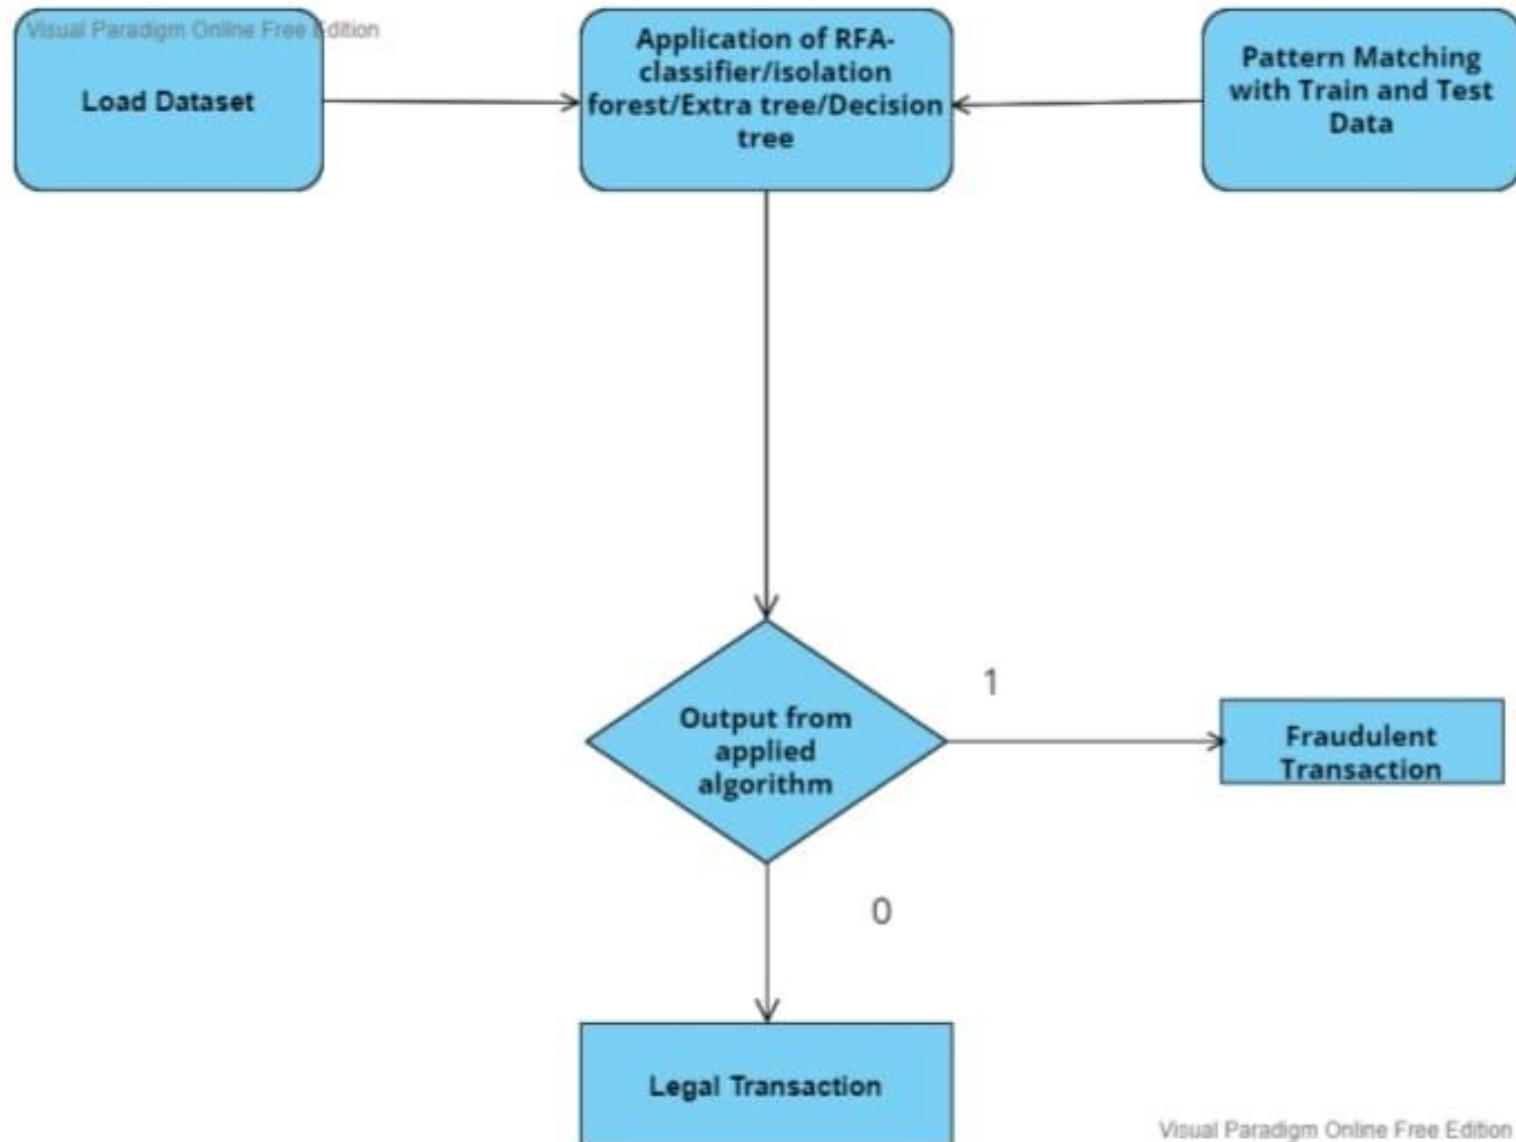 Visual Paradigm Online Free Edition
Load Dataset
Application of RFA-
classifier/isolation
forest/Extra tree/Decision
tree
Pattern Matching
with Train and Test
Data
Output from
applied
algorithm
1
Fraudulent
Transaction
0
Legal Transaction
Visual Paradigm Online Free Edition